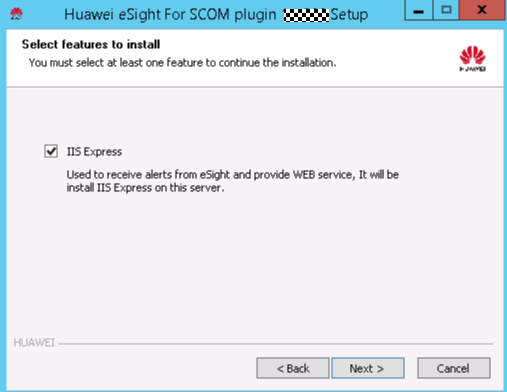 Huawei eSight For SCOM plugin Setup
Select features to install
You must select at least one feature to continue the installation.
HUAWEI
IIS Express
Used to receive alerts from eSight and provide WEB service, It will be
install IIS Express on this server.
HUAWEI
< Back
Next >
Cancel